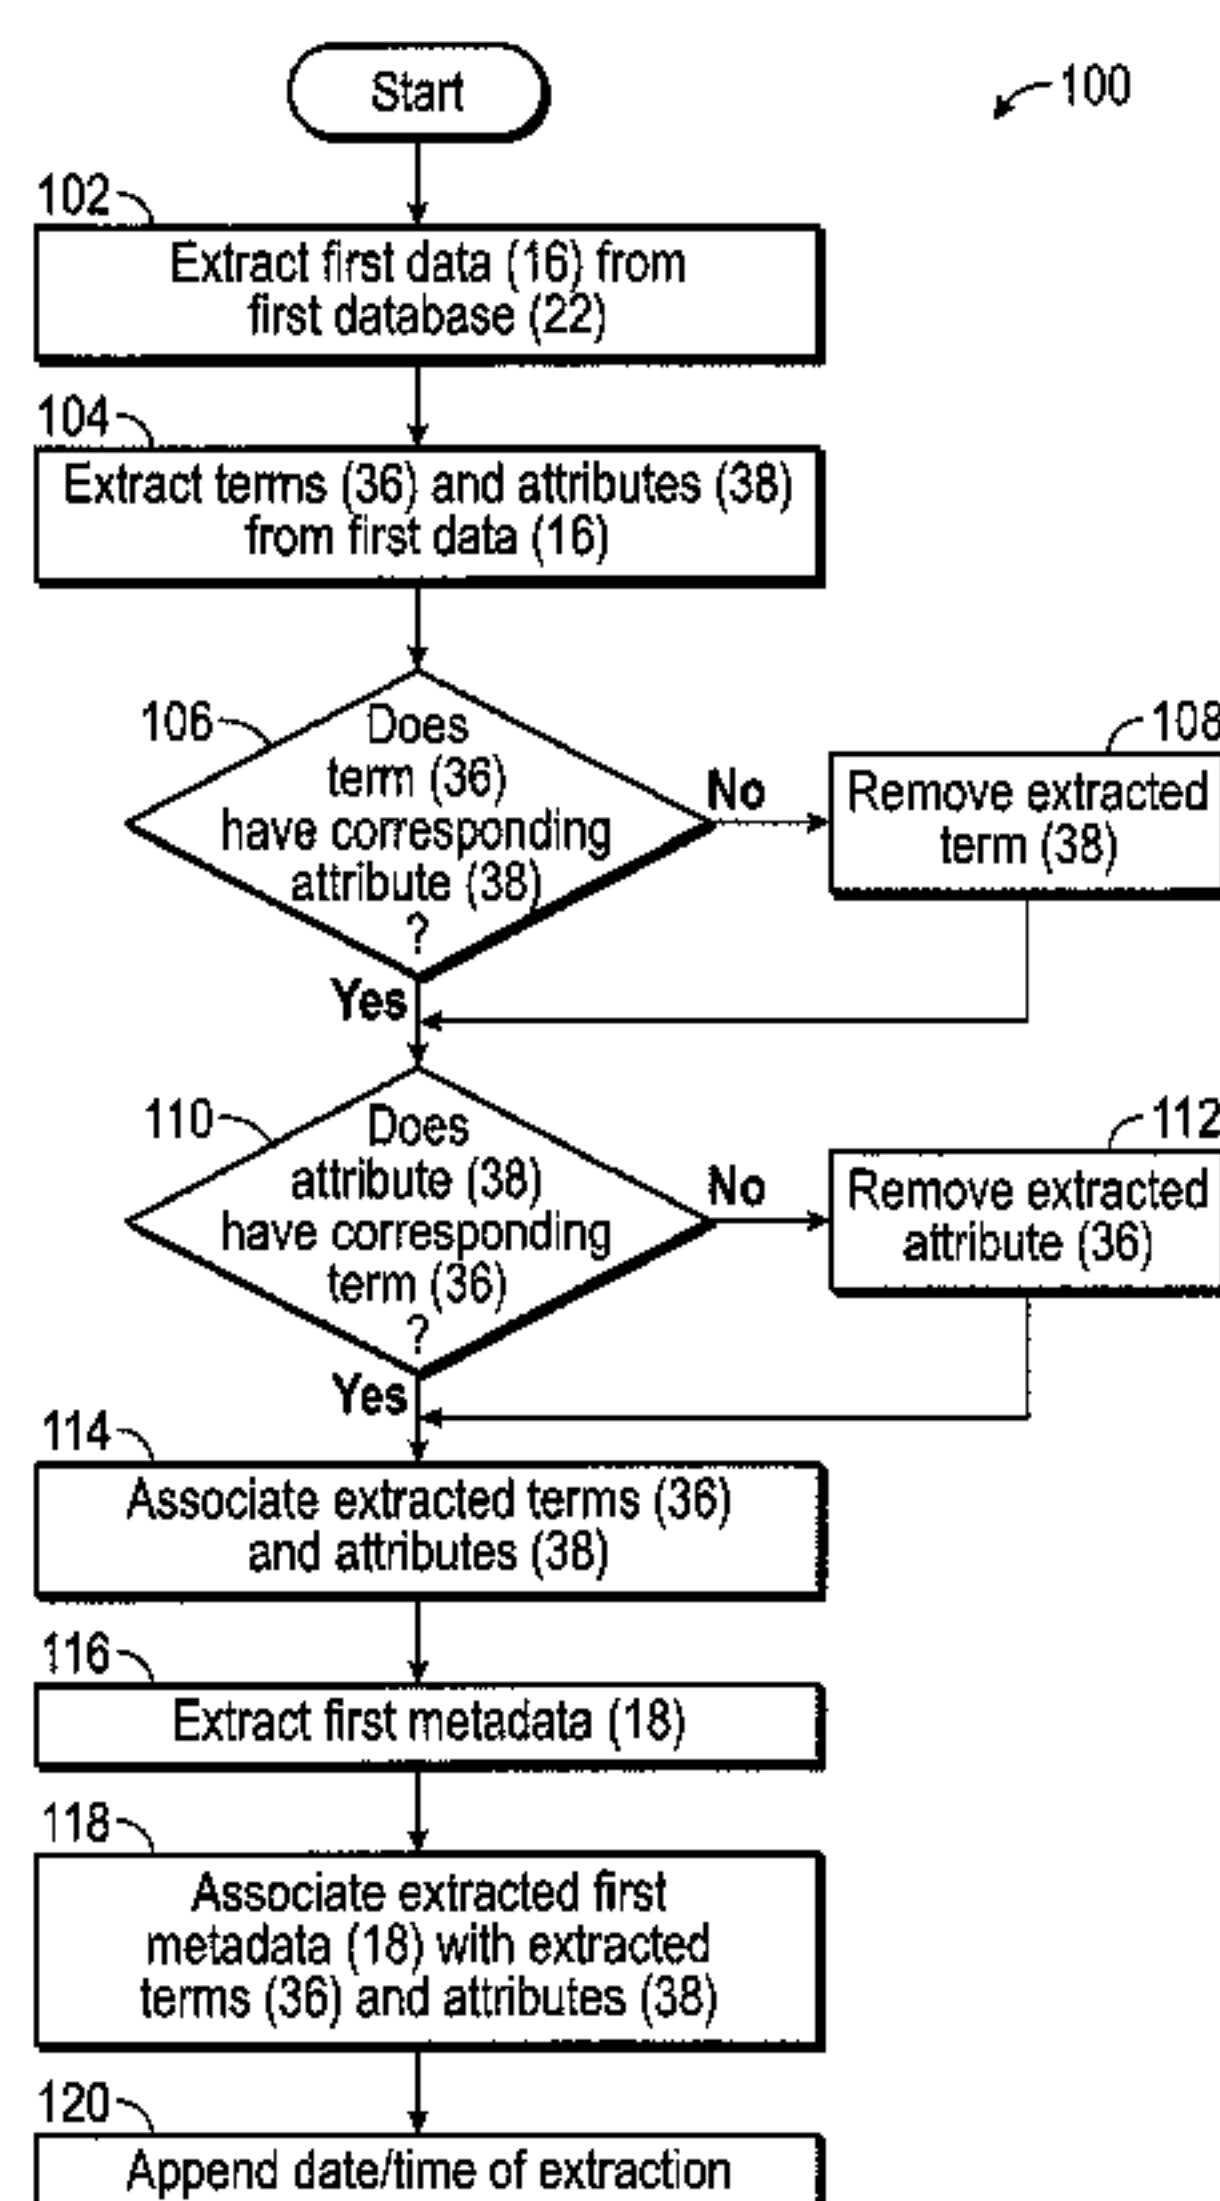 Start
100
102
Extract first data (16) from
first database (22)
104
Extract terms (36) and attributes (38)
from first data (16)
106
Does
term (36)
have corresponding
attribute (38)
?
No
108
Remove extracted
term (38)
Yes
110
Does
attribute (38)
have corresponding
term (36)
?
No
112
Remove extracted
attribute (36)
Yes
114
Associate extracted terms (36)
and attributes (38)
116
Extract first metadata (18)
118
Associate extracted first
metadata (18) with extracted
terms (36) and attributes (38)
120
Append date/time of extraction